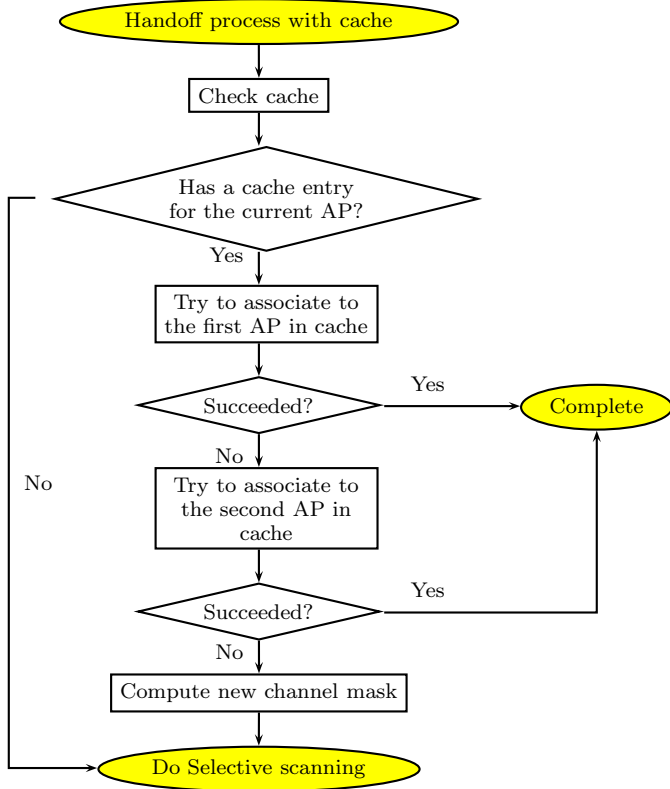 Handoff process with cache
Check cache
Has a cache entry
for the current AP?
Yes
Try to associate to
the first AP in cache
Succeeded?
Yes
Complete
No
No
Try to associate to
the second AP in
cache
Succeeded?
Yes
No
Compute new channel mask
Do Selective scanning